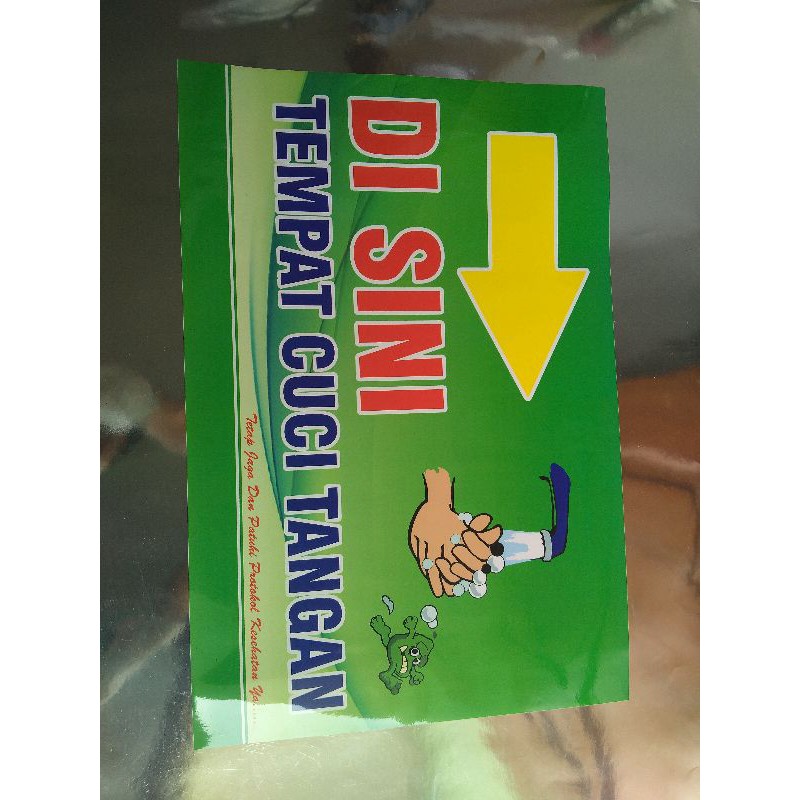 DI SINI
TEMPAT CUCI TANGAN
Tetap Jaga Dan Patuhi Protokol Kesehatan Ya.....